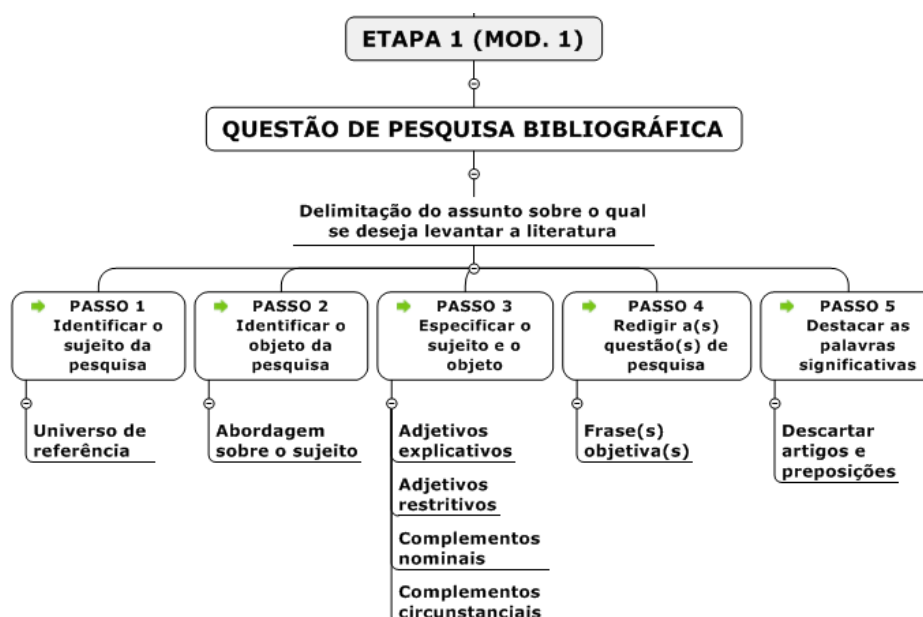 ETAPA 1 (MOD. 1)
QUESTÃO DE PESQUISA BIBLIOGRÁFICA
Delimitação do assunto sobre o qual
se deseja levantar a literatura
PASSO 1
Identificar o
sujeito da
pesquisa
Universo de
referência
PASSO 2
Identificar o
objeto da
pesquisa
Abordagem
sobre o sujeito
PASSO 3
Especificar o
sujeito e o
objeto
Adjetivos
explicativos
Adjetivos
restritivos
Complementos
nominais
Complementos
circunstanciais
PASSO 4
Redigir a(s)
questão(s) de
pesquisa
Frase(s)
objetiva(s)
PASSO 5
Destacar as
palavras
significativas
Descartar
artigos e
preposições